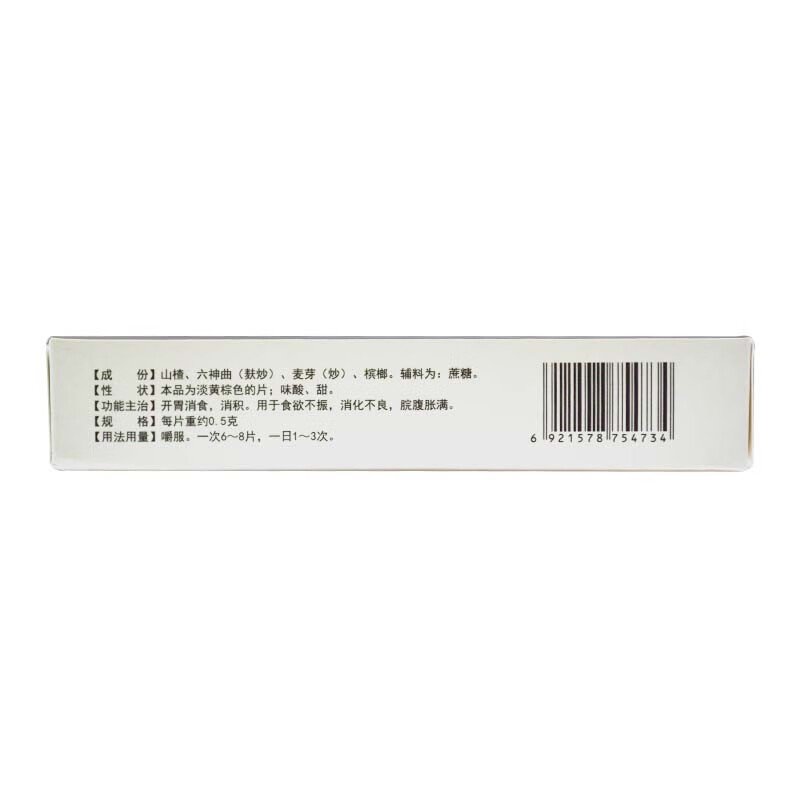 【成　份】山楂、六神曲（麸炒）、麦芽（炒）、槟榔。辅料为：蔗糖。
【性　状】本品为淡黄棕色的片；味酸、甜。
【功能主治】开胃消食，消积。用于食欲不振，消化不良，脘腹胀满。
【规　格】每片重约0.5克
【用法用量】嚼服。一次6～8片，一日1～3次。
6 921578 754734